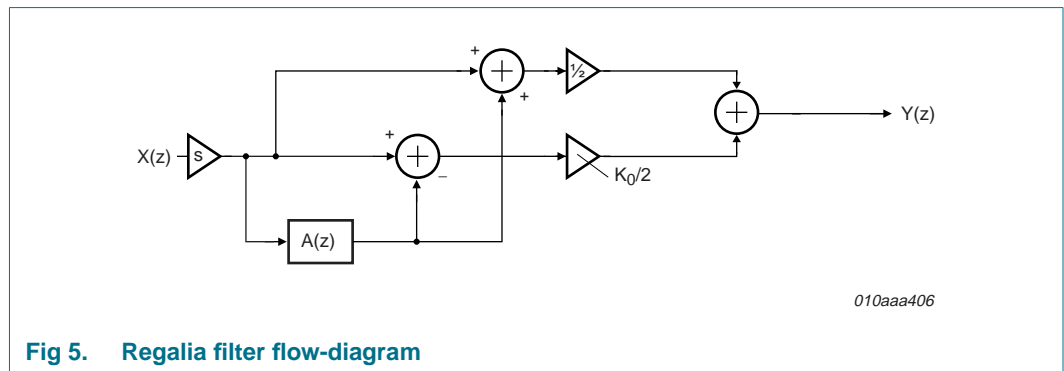 +
+
½
Y(z)
+
X(z)
s
−
K0/2
A(z)
010aaa406
Fig 5. Regalia filter flow-diagram